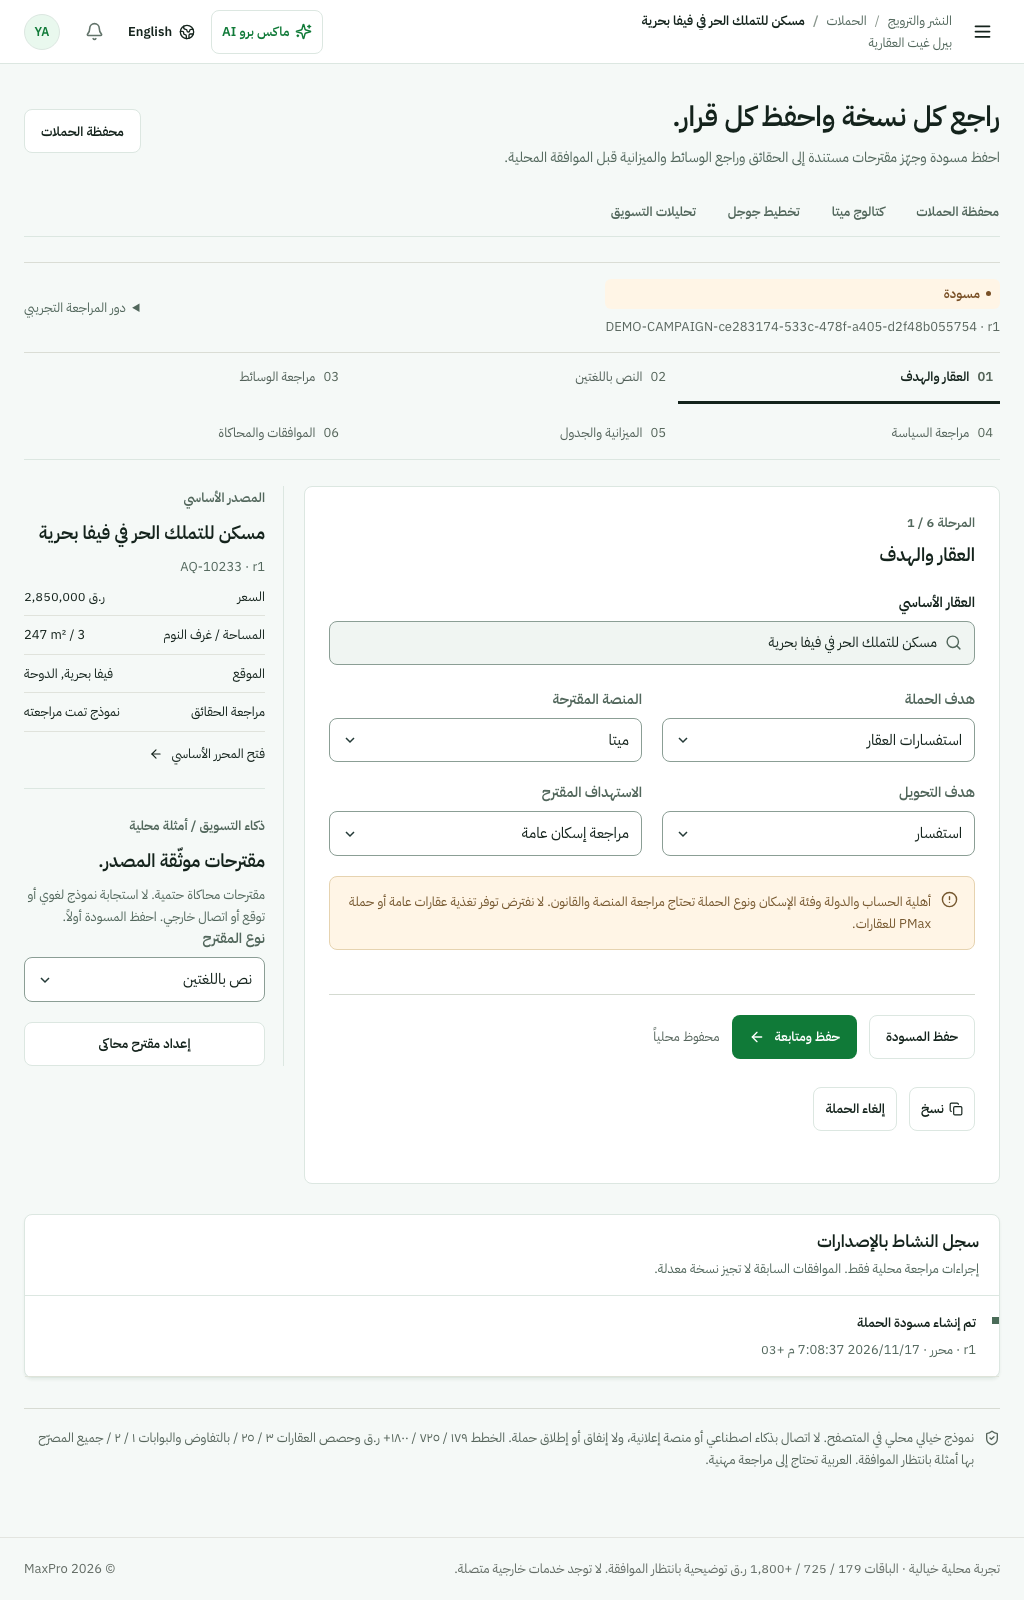 النشر والترويج / الحملات / مسكن للتملك الحر في فيفا بحرية
بيرل غيت العقارية
ماكس برو AI
English
YA
راجع كل نسخة واحفظ كل قرار.
احفظ مسودة وجهّز مقترحات مستندة إلى الحقائق وراجع الوسائط والميزانية قبل الموافقة المحلية.
محفظة الحملات
محفظة الحملات
كتالوج ميتا
تخطيط جوجل
تحليلات التسويق
مسودة
DEMO-CAMPAIGN-ce283174-533c-478f-a405-d2f48b055754 · r1
دور المراجعة التجريبي
01 العقار والهدف
02 النص باللغتين
03 مراجعة الوسائط
04 مراجعة السياسة
05 الميزانية والجدول
06 الموافقات والمحاكاة
المرحلة 6 / 1
العقار والهدف
العقار الأساسي
مسكن للتملك الحر في فيفا بحرية
هدف الحملة
المنصة المقترحة
استفسارات العقار
ميتا
هدف التحويل
الاستهداف المقترح
استفسار
مراجعة إسكان عامة
أهلية الحساب والدولة وفئة الإسكان ونوع الحملة تحتاج مراجعة المنصة والقانون. لا نفترض توفر تغذية عقارات عامة أو حملة
PMax للعقارات.
حفظ المسودة
حفظ ومتابعة
محفوظ محلياً
نسخ
إلغاء الحملة
المصدر الأساسي
مسكن للتملك الحر في فيفا بحرية
AQ-10233 · r1
السعر
2,850,000 ر.ق
المساحة / غرف النوم
247 m² / 3
الموقع
فيفا بحرية, الدوحة
مراجعة الحقائق
نموذج تمت مراجعته
فتح المحرر الأساسي
ذكاء التسويق / أمثلة محلية
مقترحات موثّقة المصدر.
مقترحات محاكاة حتمية. لا استجابة نموذج لغوي أو
توقع أو اتصال خارجي. احفظ المسودة أولاً.
نوع المقترح
نص باللغتين
إعداد مقترح محاكى
سجل النشاط بالإصدارات
إجراءات مراجعة محلية فقط. الموافقات السابقة لا تجيز نسخة معدلة.
تم إنشاء مسودة الحملة
r1 · محرر · 2026/11/17 7:08:37 م +03
نموذج خيالي محلي في المتصفح. لا اتصال بذكاء اصطناعي أو منصة إعلانية، ولا إنفاق أو إطلاق حملة. الخطط ١٧٩ / ٧٢٥ / ١٨٠٠+ ر.ق وحصص العقارات ٣ / ٢٥ / بالتفاوض والبوابات ١ / ٢ / جميع المصرّح
بها أمثلة بانتظار الموافقة. العربية تحتاج إلى مراجعة مهنية.
تجربة محلية خيالية · الباقات 179 / 725 / +1,800 ر.ق توضيحية بانتظار الموافقة. لا توجد خدمات خارجية متصلة.
© 2026 MaxPro